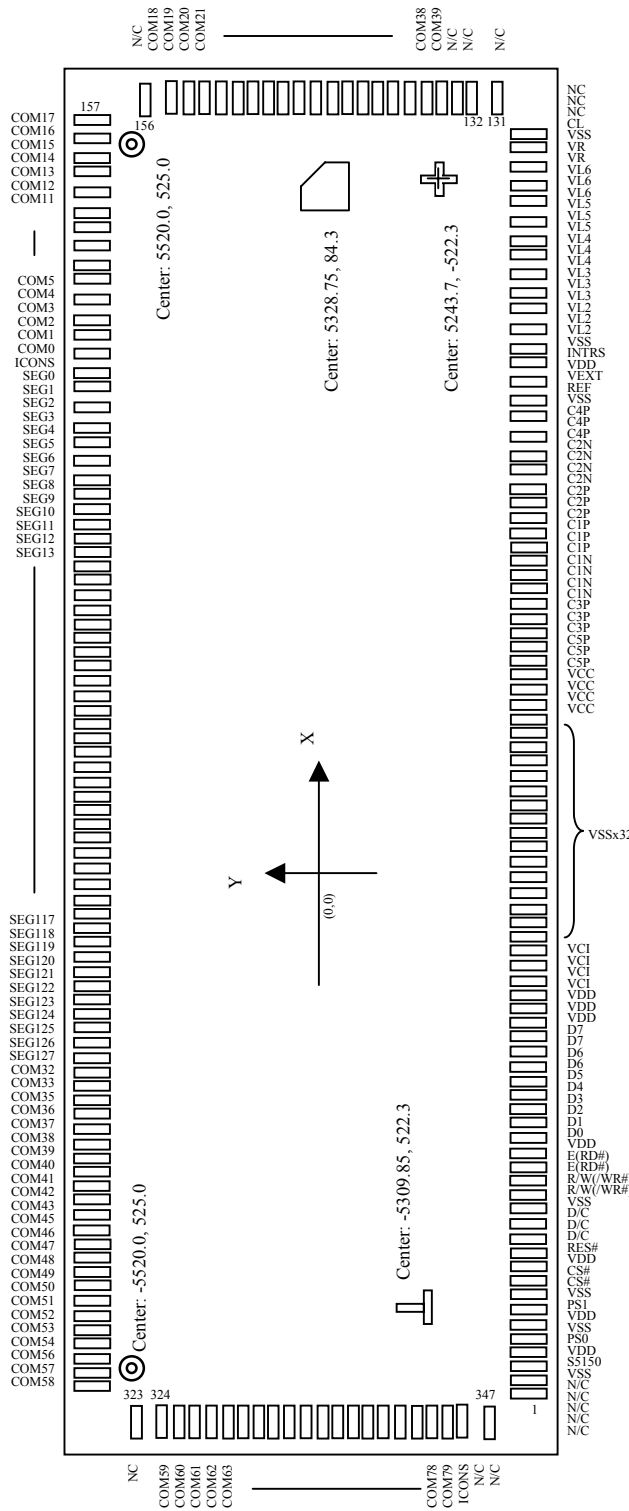 N/C
COM18
COM19
COM20
COM21
COM38
COM39
N/C
N/C
N/C
157
156
132
131
COM17
COM16
COM15
COM14
COM13
COM12
COM11
COM5
COM4
COM3
COM2
COM1
COM0
ICONS
SEG0
SEG1
SEG2
SEG3
SEG4
SEG5
SEG6
SEG7
SEG8
SEG9
SEG10
SEG11
SEG12
SEG13
SEG117
SEG118
SEG119
SEG120
SEG121
SEG122
SEG123
SEG124
SEG125
SEG126
SEG127
COM32
COM33
COM35
COM36
COM37
COM38
COM39
COM40
COM41
COM42
COM43
COM45
COM46
COM47
COM48
COM49
COM50
COM51
COM52
COM53
COM54
COM56
COM57
COM58
Center: 5520.0, 525.0
Center: 5328.75, 84.3
Center: 5243.7, -522.3
X
Y
(0,0)
Center: -5309.85, 522.3
Center: -5520.0, 525.0
NC
NC
NC
CL
VSS
VR
VR
VL6
VL6
VL6
VL5
VL5
VL5
VL4
VL4
VL4
VL3
VL3
VL3
VL2
VL2
VL2
VSS
INTRS
VDD
VEXT
REF
VSS
C4P
C4P
C4P
C2N
C2N
C2N
C2N
C2P
C2P
C2P
C1P
C1P
C1P
C1N
C1N
C1N
C1N
C3P
C3P
C3P
C5P
C5P
C5P
VCC
VCC
VCC
VCC
VSSx32
VCI
VCI
VCI
VCI
VDD
VDD
VDD
D7
D7
D6
D6
D5
D4
D3
D2
D1
D0
VDD
E(RD#)
E(RD#)
R/W(/WR#
R/W(/WR#
VSS
D/C
D/C
D/C
RES#
VDD
CS#
CS#
VSS
PS1
VDD
VSS
PS0
VDD
S5150
VSS
N/C
N/C
N/C
N/C
N/C
323
324
347
1
NC
COM59
COM60
COM61
COM62
COM63
COM78
COM79
ICONS
N/C
N/C